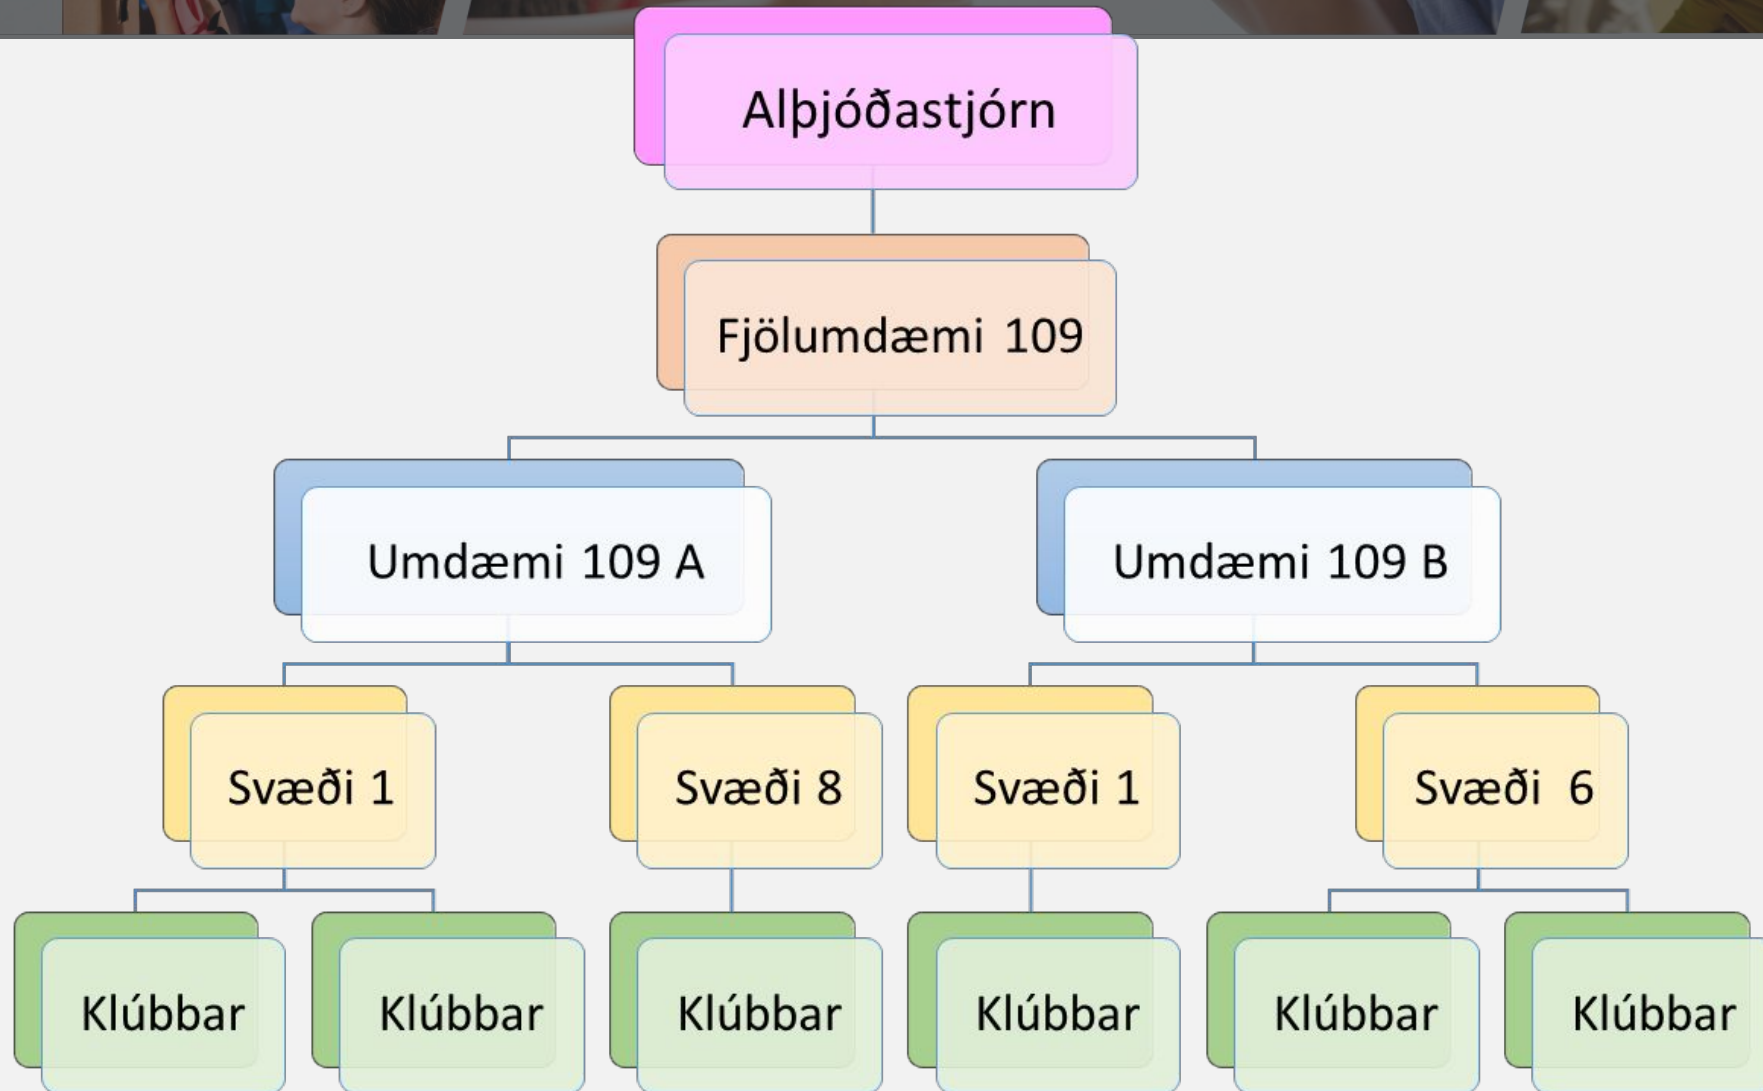 Alþjóðastjórn
Fjölumdæmi 109
Umdæmi 109 A
Umdæmi 109 B
Svæði 1
Svæði 8
Svæði 1
Svæði 6
Klúbbar
Klúbbar
Klúbbar
Klúbbar
Klúbbar
Klúbbar